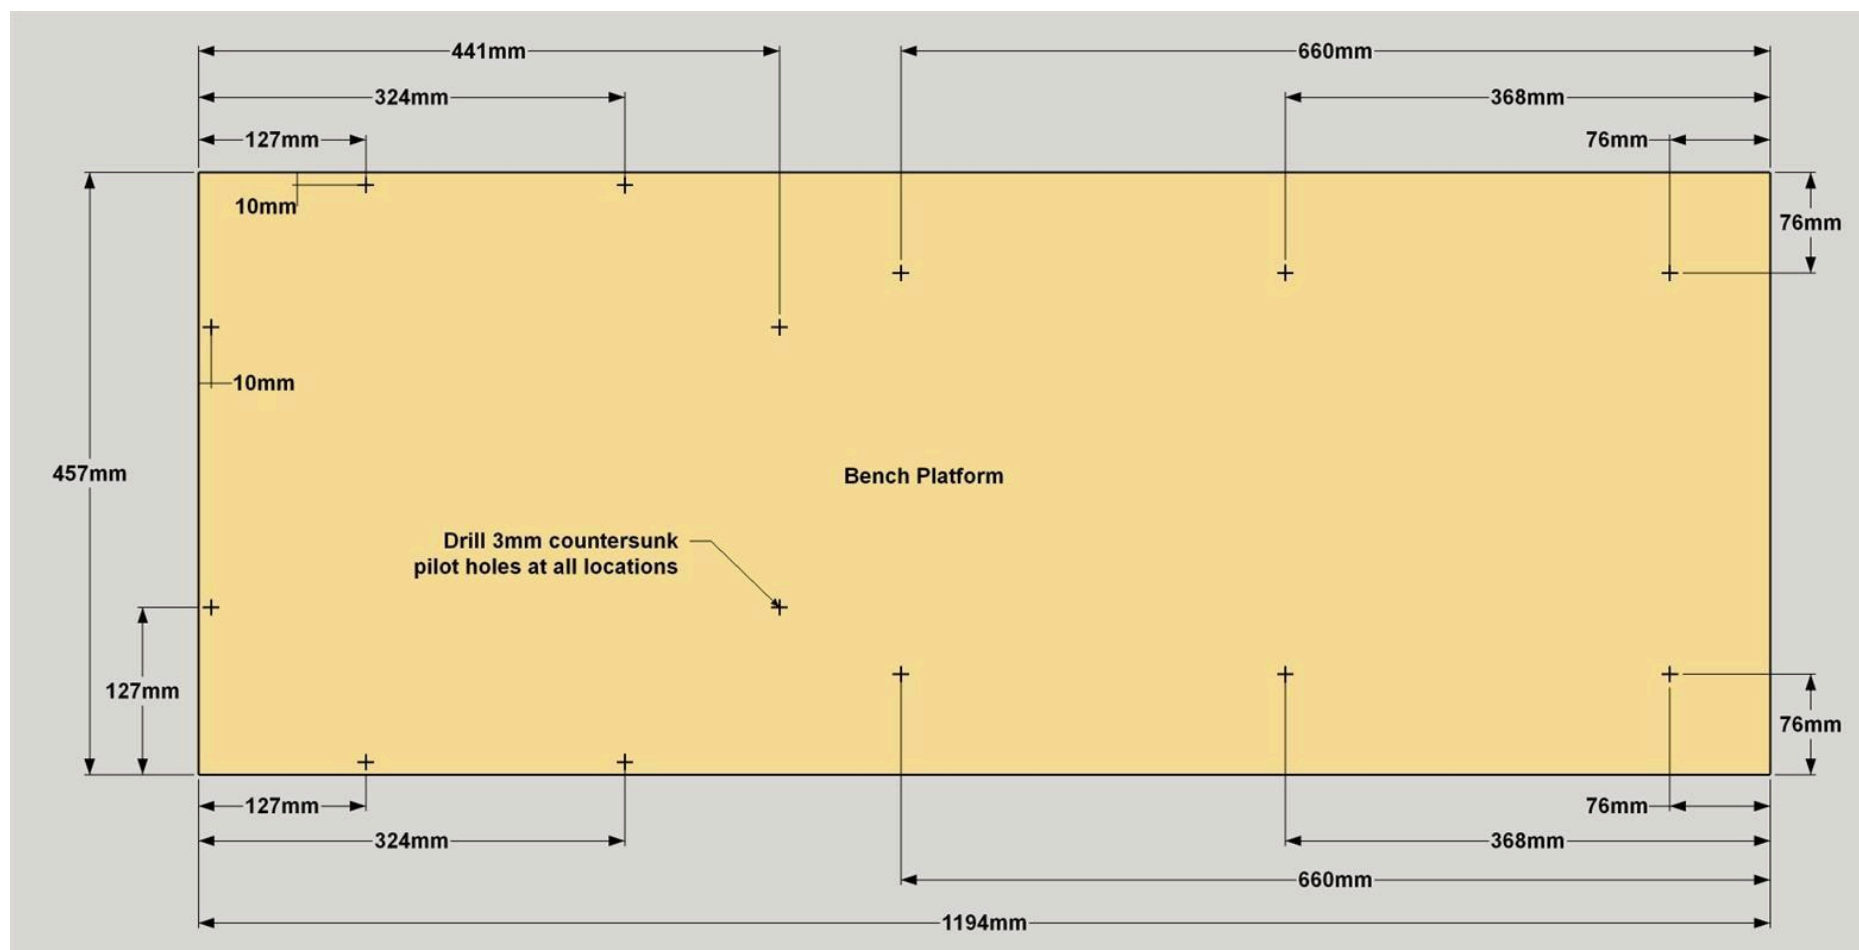 441mm
660mm
324mm
368mm
127mm
76mm
10mm
76mm
10mm
457mm
Bench Platform
Drill 3mm countersunk
pilot holes at all locations
127mm
76mm
127mm
76mm
324mm
368mm
660mm
1194mm